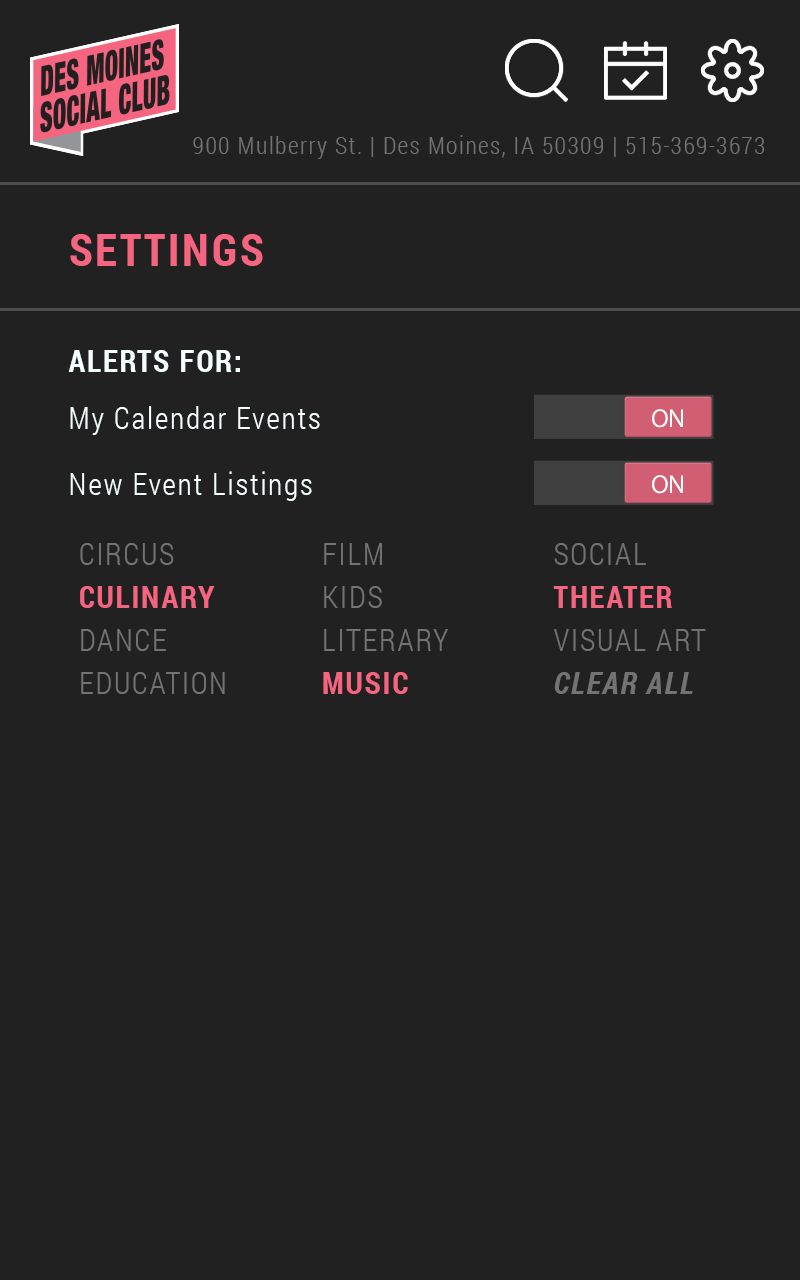 DES MOINES
SOCIAL CLUB
900 Mulberry St. | Des Moines, IA 50309 | 515-369-3673
SETTINGS
ALERTS FOR:
My Calendar Events ON
New Event Listings ON
CIRCUS FILM SOCIAL
CULINARY KIDS THEATER
DANCE LITERARY VISUAL ART
EDUCATION MUSIC CLEAR ALL